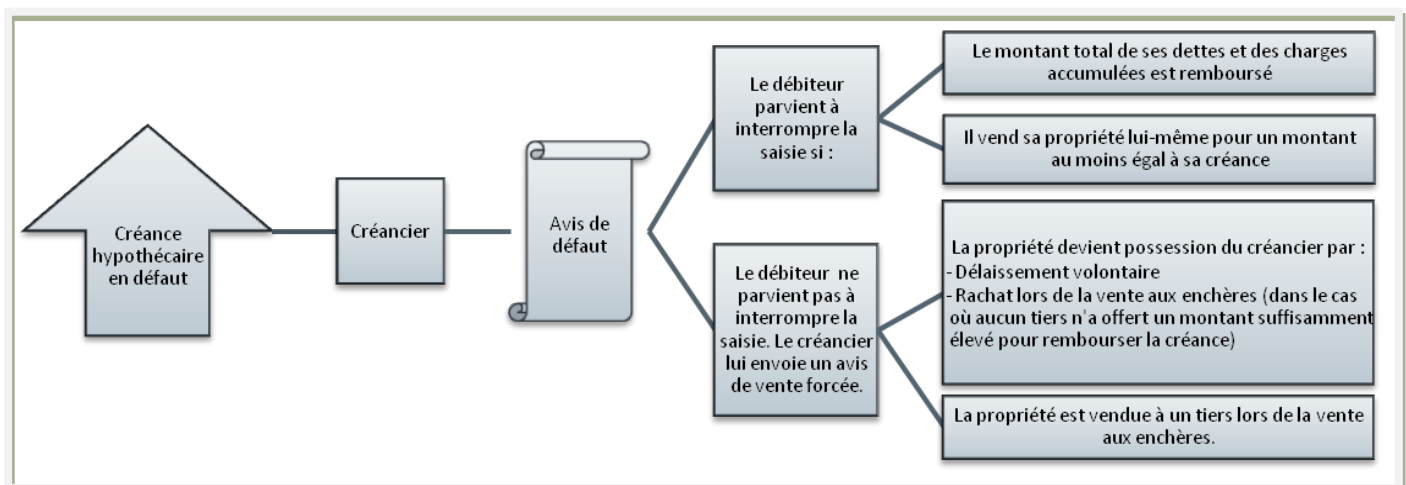 Créance
hypothécaire
en défaut
Créancier
Avis de
défaut
Le débiteur
parvient à
interrompre la
saisie si :
Le montant total de ses dettes et des charges
accumulées est remboursé
Il vend sa propriété lui-même pour un montant
au moins égal à sa créance
Le débiteur ne
parvient pas à
interrompre la
saisie. Le créancier
lui envoie un avis
de vente forcée.
La propriété devient possession du créancier par :
- Délaissement volontaire
- Rachat lors de la vente aux enchères (dans le cas
où aucun tiers n'a offert un montant suffisamment
élevé pour rembourser la créance)
La propriété est vendue à un tiers lors de la vente
aux enchères.